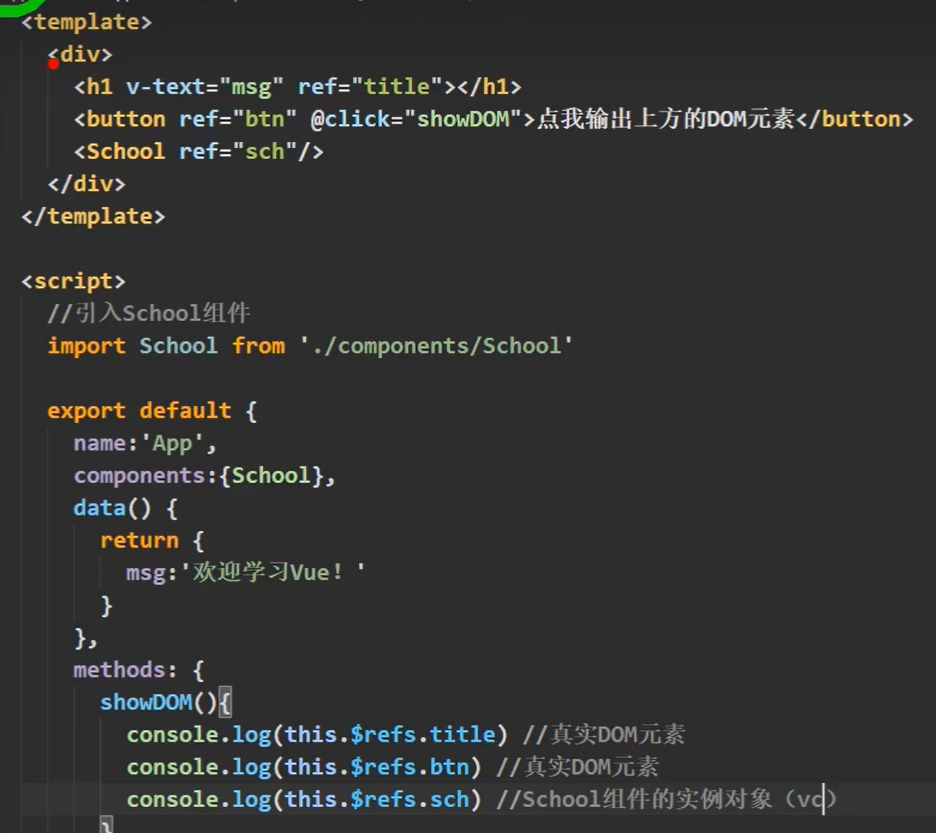 <template>
<div>
<h1 v-text="msg" ref="title"></h1>
<button ref="btn" @click="showDOM">点我输出上方的DOM元素</button>
<School ref="sch"/>
</div>
</template>
<script>
//引入School组件
import School from './components/School'
export default {
name:'App',
components:{School},
data() {
return {
msg:'欢迎学习Vue！'
}
},
methods: {
showDOM(){
console.log(this.$refs.title) //真实DOM元素
console.log(this.$refs.btn) //真实DOM元素
console.log(this.$refs.sch) //School组件的实例对象（vc）
}